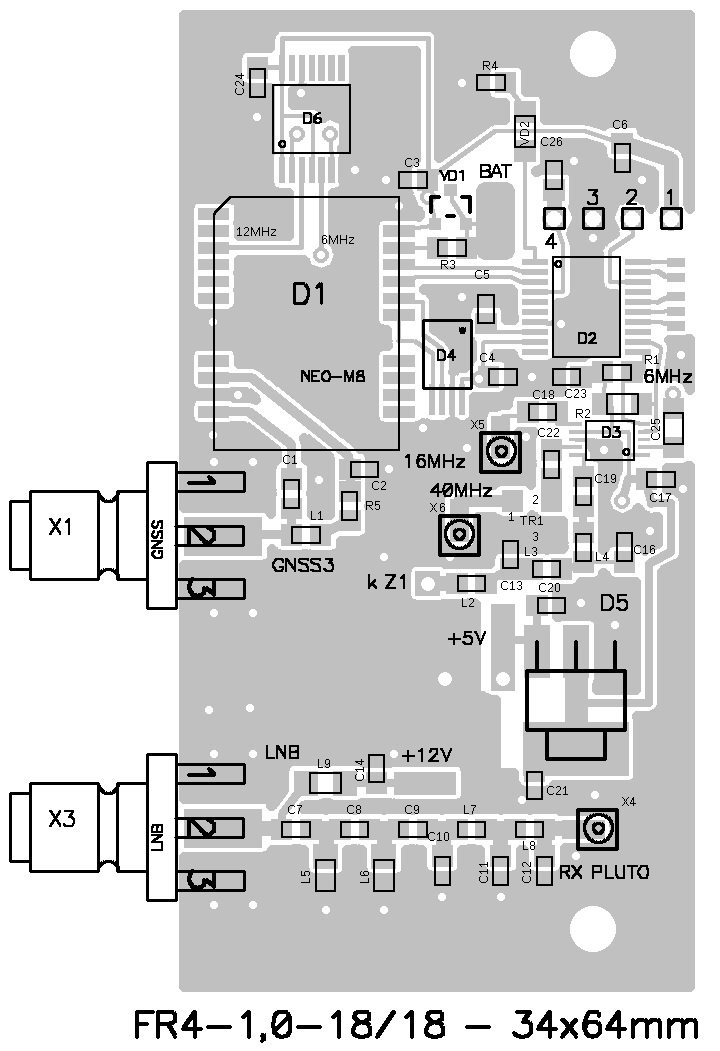 R4
C24
D6
VD2
C6
C26
C3
VD1
BAT
3
2
1
4
12MHz
6MHz
R3
D1
C5
D2
D4
NEO-M8
C4
C23
R1
6MHz
C18
R2
X5
D3
C25
C22
16MHz
C1
C2
C19
C17
40MHz
1
X6
R5
2
X1
GNSS
2
L1
1
TR1
3
GNSS3
L3
L4
C16
k Z1
C13
3
L2
C20
D5
+5V
LNB
+12V
C14
1
L9
C21
X4
X3
LNB
2
C7
C8
C9
L7
C10
L8
3
L5
L6
C11
C12
RX PLUTO
FR4-1,0-18/18 - 34x64mm